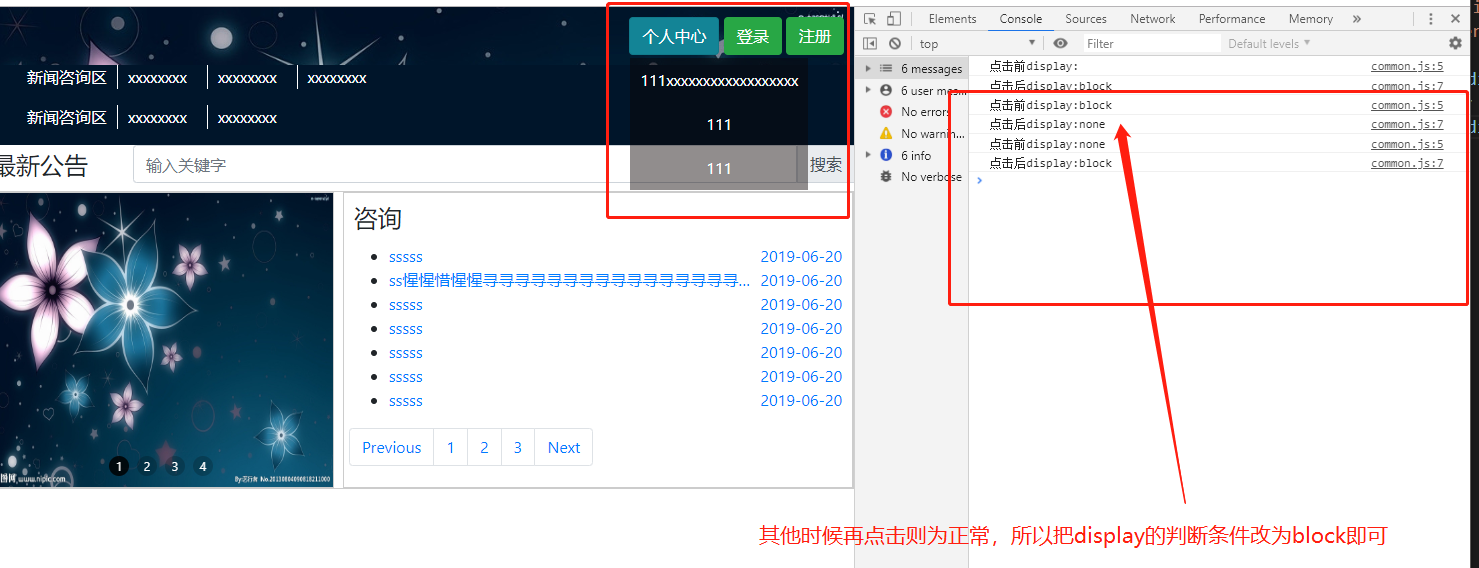 个人中心 登录 注册
新闻咨询区 xxxxxxxx xxxxxxxx xxxxxxxx
新闻咨询区 xxxxxxxx xxxxxxxx
111xxxxxxxxxxxxxxxxxx
111
111
最新公告 输入关键字 搜索
咨询
sssss 2019-06-20
ss惺惺惜惺惺寻寻寻寻寻寻寻寻寻寻寻寻寻寻寻寻... 2019-06-20
sssss 2019-06-20
sssss 2019-06-20
sssss 2019-06-20
sssss 2019-06-20
sssss 2019-06-20
Previous 1 2 3 Next
1 2 3 4
图网 www.nipic.com
Elements Console Sources Network Performance Memory »
top Filter Default levels
6 messages
6 user mes...
No errors
No warnin...
6 info
No verbose
点击前display: common.js:5
点击后display:block common.js:7
点击前display:block common.js:5
点击后display:none common.js:7
点击前display:none common.js:5
点击后display:block common.js:7
其他时候再点击则为正常，所以把display的判断条件改为block即可